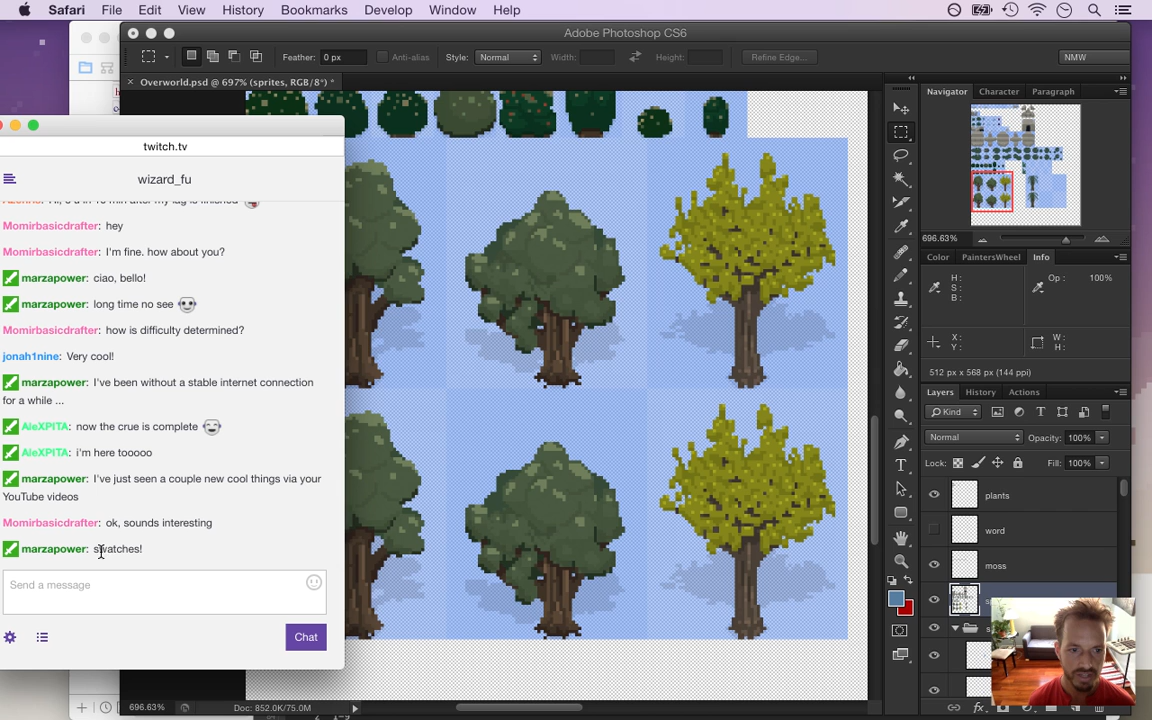 Safari File Edit View History Bookmarks Develop Window Help
Adobe Photoshop CS6
Feather: 0 px Anti-alias Style: Normal Width: Height: Refine Edge... NMW
× Overworld.psd @ 697% (sprites, RGB/8*) *
twitch.tv
wizard_fu
Momirbasicdrafter: hey
Momirbasicdrafter: I'm fine. how about you?
marzapower: ciao, bello!
marzapower: long time no see
Momirbasicdrafter: how is difficulty determined?
jonah1nine: Very cool!
marzapower: I've been without a stable internet connection
for a while ...
AleXPITA: now the crue is complete
AleXPITA: i'm here tooooo
marzapower: I've just seen a couple new cool things via your
YouTube videos
Momirbasicdrafter: ok, sounds interesting
marzapower: swatches!
Send a message
Chat
696.63% Doc: 852.0K/75.0M
Navigator Character Paragraph
696.63%
Color PaintersWheel Info
H:
S:
B:
Op: 100%
X:
Y:
W:
H:
512 px x 568 px (144 ppi)
Layers History Actions
Kind
Normal Opacity: 100%
Lock: Fill: 100%
plants
word
moss